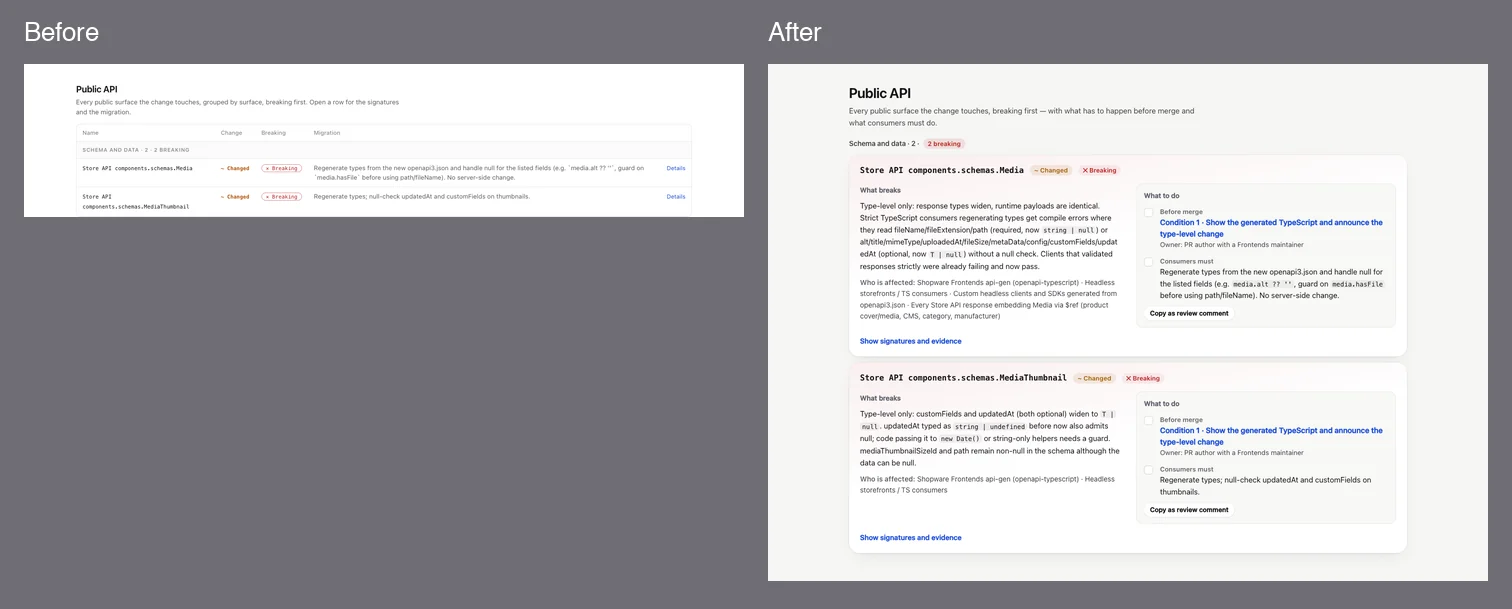 Before
Public API
Every public surface the change touches, grouped by surface, breaking first. Open a row for the signatures
and the migration.
Name Change Breaking Migration
SCHEMA AND DATA · 2 · 2 BREAKING
Store API components.schemas.Media ~ Changed × Breaking Regenerate types from the new openapi3.json and handle null for the listed fields (e.g. `media.alt ?? ''`, guard on Details
`media.hasFile` before using path/fileName). No server-side change.
Store API ~ Changed × Breaking Regenerate types; null-check updatedAt and customFields on thumbnails. Details
components.schemas.MediaThumbnail
After
Public API
Every public surface the change touches, breaking first — with what has to happen before merge and
what consumers must do.
Schema and data · 2 · 2 breaking
Store API components.schemas.Media ~ Changed × Breaking
What breaks
Type-level only: response types widen, runtime payloads are identical.
Strict TypeScript consumers regenerating types get compile errors where
they read fileName/fileExtension/path (required, now string | null) or
alt/title/mimeType/uploadedAt/fileSize/metaData/config/customFields/updat
edAt (optional, now T | null) without a null check. Clients that validated
responses strictly were already failing and now pass.
Who is affected: Shopware Frontends api-gen (openapi-typescript) · Headless
storefronts / TS consumers · Custom headless clients and SDKs generated from
openapi3.json · Every Store API response embedding Media via $ref (product
cover/media, CMS, category, manufacturer)
Show signatures and evidence
What to do
Before merge
Condition 1 · Show the generated TypeScript and announce the
type-level change
Owner: PR author with a Frontends maintainer
Consumers must
Regenerate types from the new openapi3.json and handle null for
the listed fields (e.g. media.alt ?? '', guard on media.hasFile
before using path/fileName). No server-side change.
Copy as review comment
Store API components.schemas.MediaThumbnail ~ Changed × Breaking
What breaks
Type-level only: customFields and updatedAt (both optional) widen to T |
null. updatedAt typed as string | undefined before now also admits
null; code passing it to new Date() or string-only helpers needs a guard.
mediaThumbnailSizeId and path remain non-null in the schema although the
data can be null.
Who is affected: Shopware Frontends api-gen (openapi-typescript) · Headless
storefronts / TS consumers
Show signatures and evidence
What to do
Before merge
Condition 1 · Show the generated TypeScript and announce the
type-level change
Owner: PR author with a Frontends maintainer
Consumers must
Regenerate types; null-check updatedAt and customFields on
thumbnails.
Copy as review comment